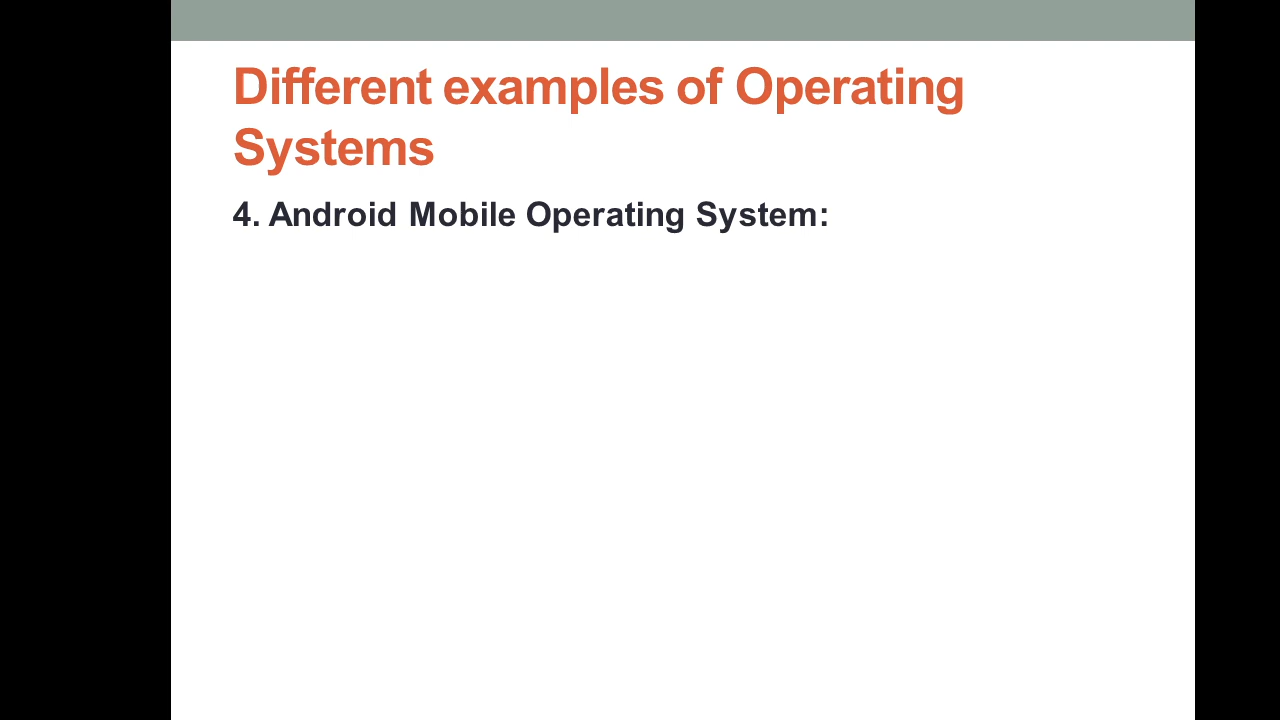 Different examples of Operating
Systems
4. Android Mobile Operating System: